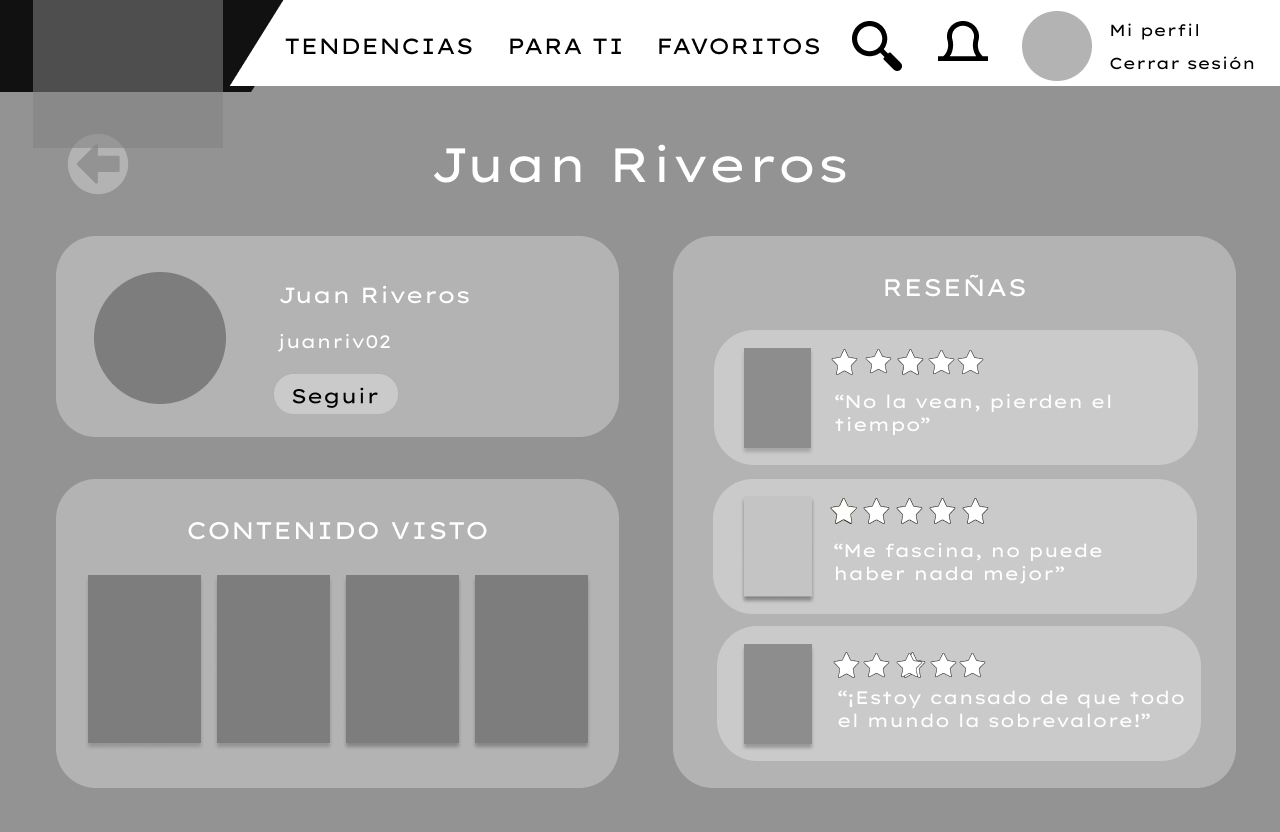 TENDENCIAS PARA TI FAVORITOS
Mi perfil
Cerrar sesión
Juan Riveros
Juan Riveros
juanriv02
Seguir
CONTENIDO VISTO
RESEÑAS
“No la vean, pierden el
tiempo”
“Me fascina, no puede
haber nada mejor”
“¡Estoy cansado de que todo
el mundo la sobrevalore!”